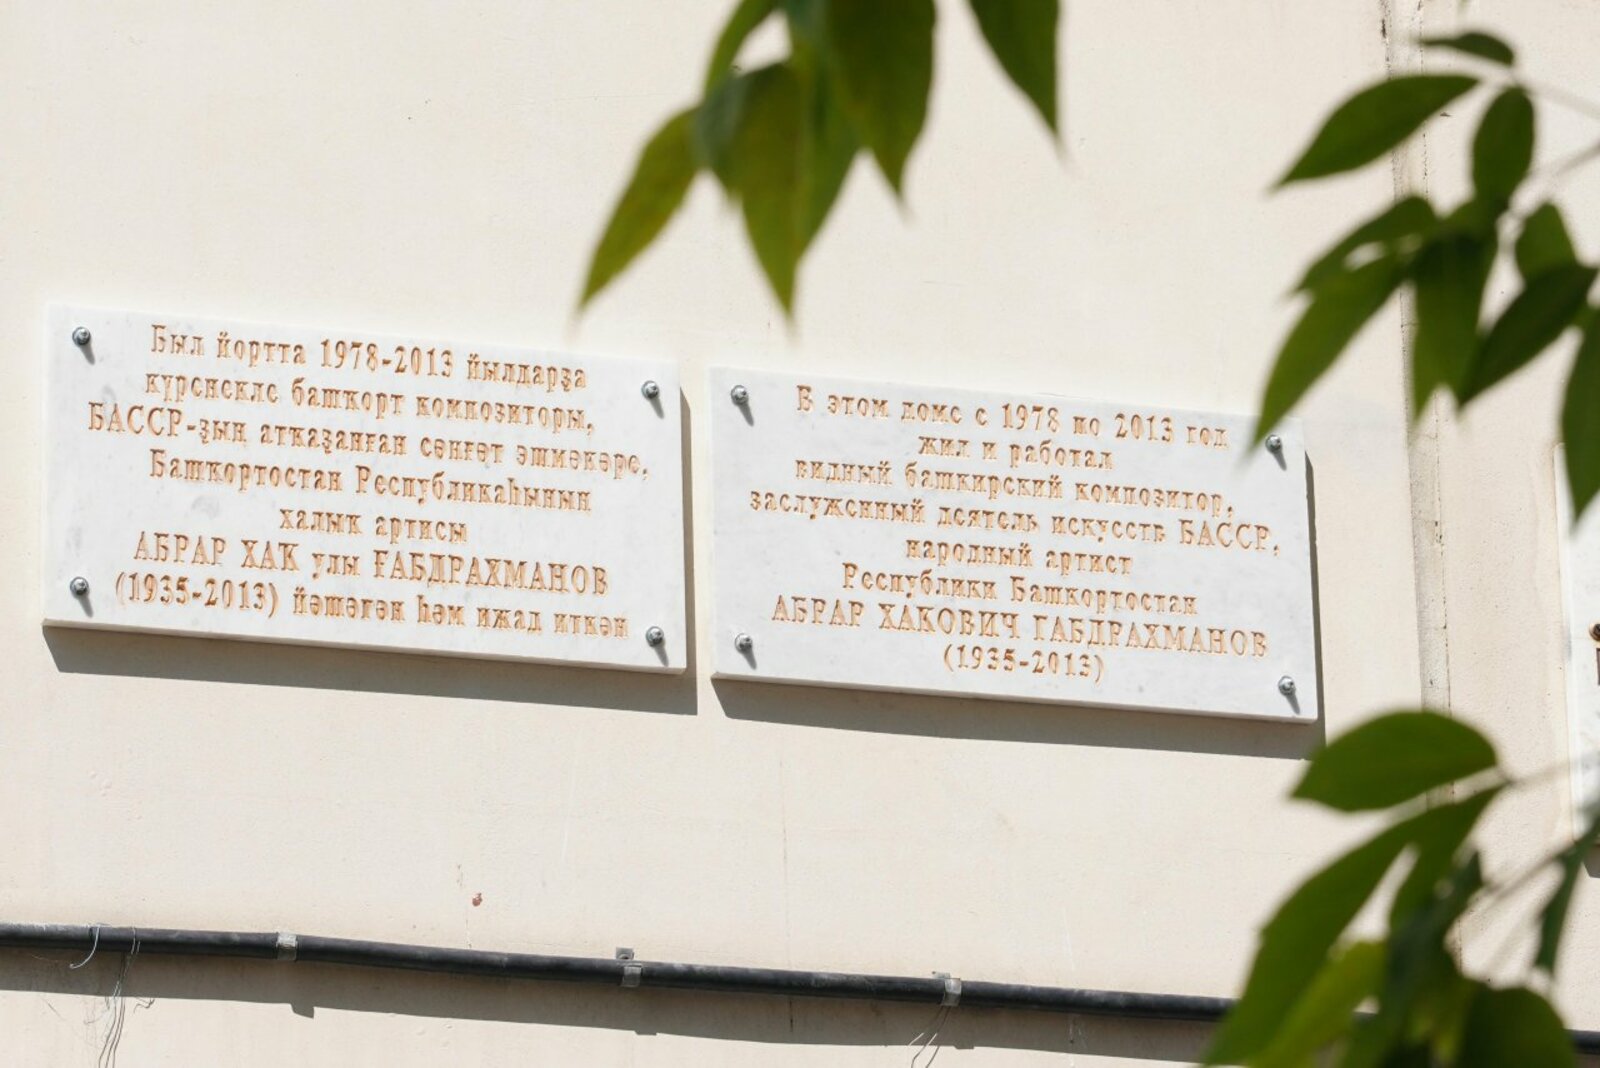 Был йортта 1978-2013 йылдарҙа
күренекле башҡорт композиторы,
БАССР-ҙың атҡаҙанған сәнғәт эшмәкәре,
Башҡортостан Республикаһының
халыҡ артисы
АБРАР ХАК улы ҒАБДРАХМАНОВ
(1935-2013) йәшәгән һәм ижад иткән
В этом доме с 1978 по 2013 год
жил и работал
видный башкирский композитор,
заслуженный деятель искусств БАССР,
народный артист
Республики Башкортостан
АБРАР ХАКОВИЧ ГАБДРАХМАНОВ
(1935-2013)